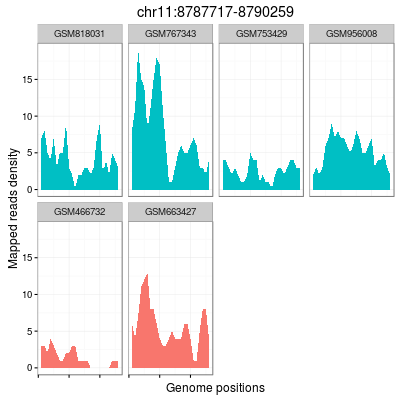 chr11:8787717-8790259
GSM818031 GSM767343 GSM753429 GSM956008
15
10
5
0
GSM466732 GSM663427
15
10
5
0
Mapped reads density
Genome positions